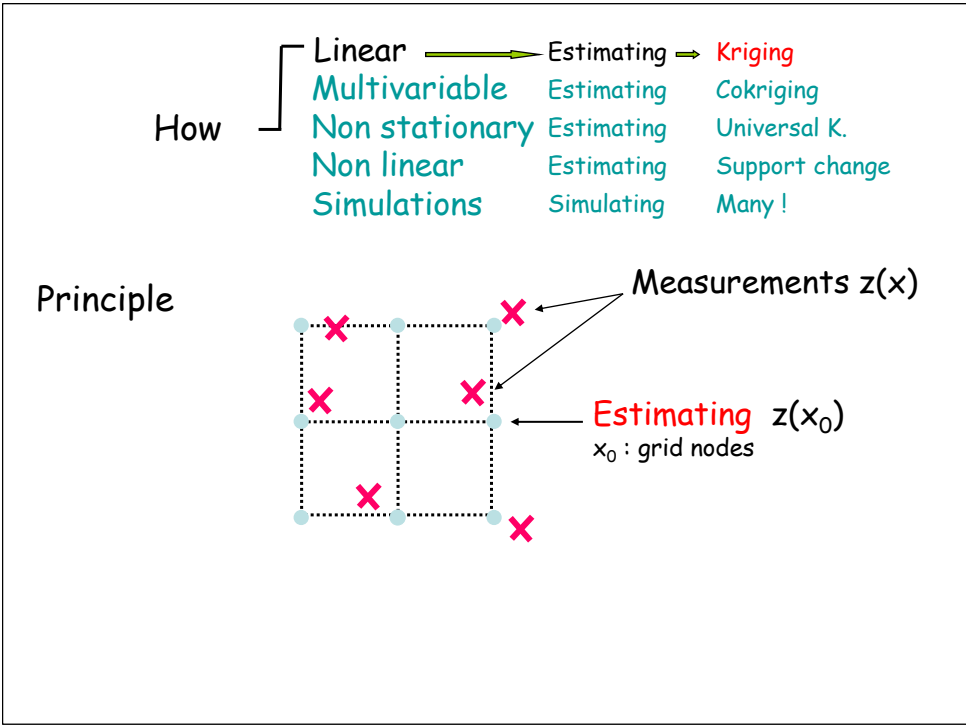 Linear Estimating Kriging
Multivariable Estimating Cokriging
How Non stationary Estimating Universal K.
Non linear Estimating Support change
Simulations Simulating Many !
Principle
Measurements z(x)
Estimating z(x₀)
x₀ : grid nodes